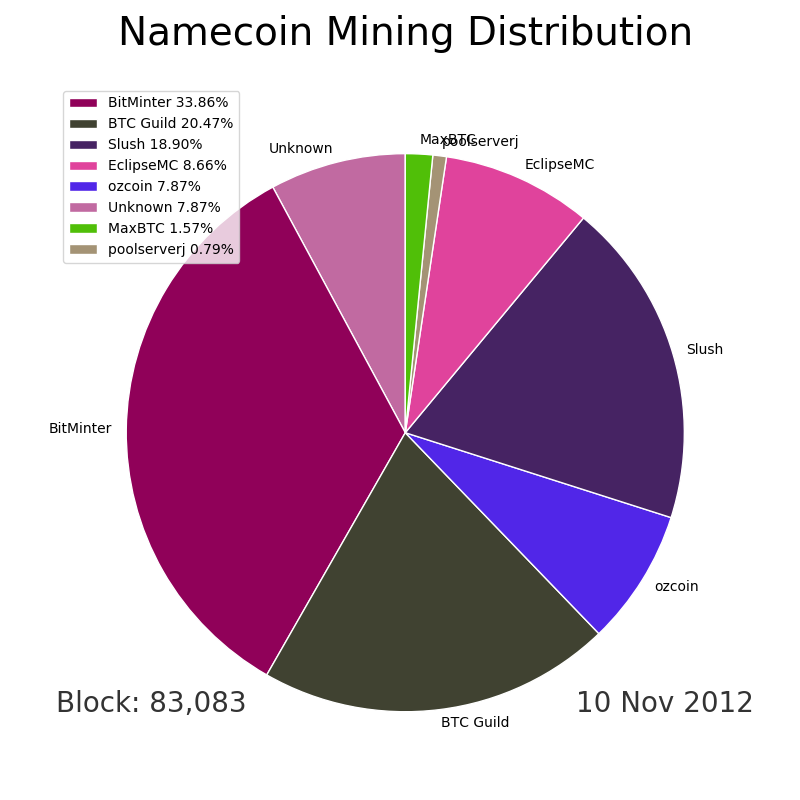 Namecoin Mining Distribution
BitMinter 33.86%
BTC Guild 20.47%
Slush 18.90%
EclipseMC 8.66%
ozcoin 7.87%
Unknown 7.87%
MaxBTC 1.57%
poolserverj 0.79%
Unknown
MaxBTC
poolserverj
EclipseMC
Slush
BitMinter
ozcoin
BTC Guild
Block: 83,083
10 Nov 2012